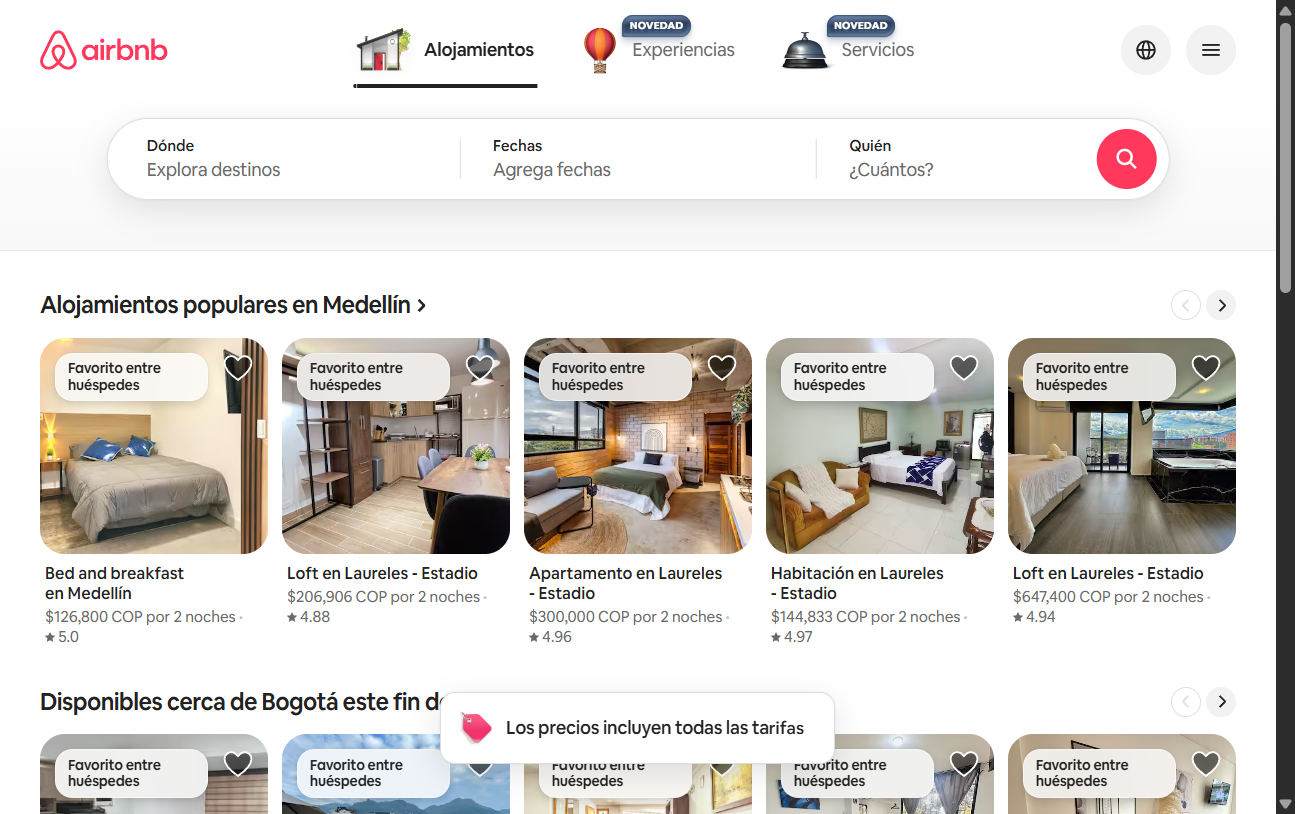 airbnb
Alojamientos
NOVEDAD
Experiencias
NOVEDAD
Servicios
Dónde
Explora destinos
Fechas
Agrega fechas
Quién
¿Cuántos?
Alojamientos populares en Medellín
Favorito entre
huéspedes
Favorito entre
huéspedes
Favorito entre
huéspedes
Favorito entre
huéspedes
Favorito entre
huéspedes
Bed and breakfast
en Medellín
$126,800 COP por 2 noches ·
★ 5.0
Loft en Laureles - Estadio
$206,906 COP por 2 noches ·
★ 4.88
Apartamento en Laureles
- Estadio
$300,000 COP por 2 noches ·
★ 4.96
Habitación en Laureles
- Estadio
$144,833 COP por 2 noches ·
★ 4.97
Loft en Laureles - Estadio
$647,400 COP por 2 noches ·
★ 4.94
Disponibles cerca de Bogotá este fin
Los precios incluyen todas las tarifas
Favorito entre
huéspedes
Favorito entre
huéspedes
Favorito entre
huéspedes
Favorito entre
huéspedes
Favorito entre
huéspedes